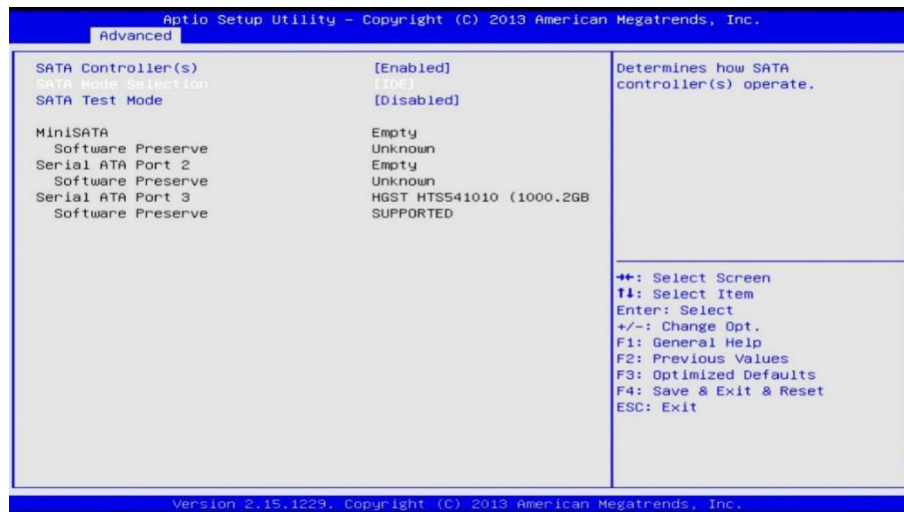 Aptio Setup Utility – Copyright (C) 2013 American Megatrends, Inc.
Advanced
SATA Controller(s) [Enabled]
SATA Mode Selection [IDE]
SATA Test Mode [Disabled]
MiniSATA Empty
Software Preserve Unknown
Serial ATA Port 2 Empty
Software Preserve Unknown
Serial ATA Port 3 HGST HTS541010 (1000.2GB
Software Preserve SUPPORTED
Determines how SATA
controller(s) operate.
→←: Select Screen
↑↓: Select Item
Enter: Select
+/-: Change Opt.
F1: General Help
F2: Previous Values
F3: Optimized Defaults
F4: Save & Exit & Reset
ESC: Exit
Version 2.15.1229. Copyright (C) 2013 American Megatrends, Inc.